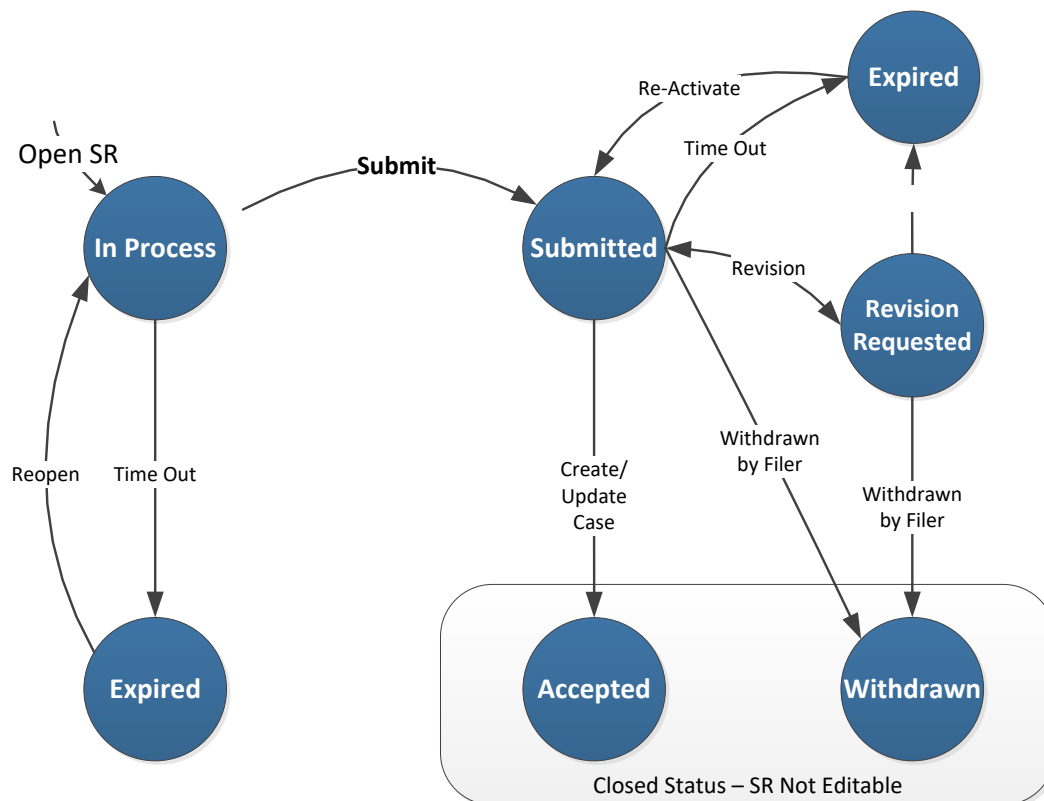 Expired
Re-Activate
Open SR
Time Out
Submit
In Process
Submitted
Revision
Revision
Requested
Withdrawn
by Filer
Reopen
Time Out
Create/
Update
Case
Withdrawn
by Filer
Expired
Accepted
Withdrawn
Closed Status – SR Not Editable